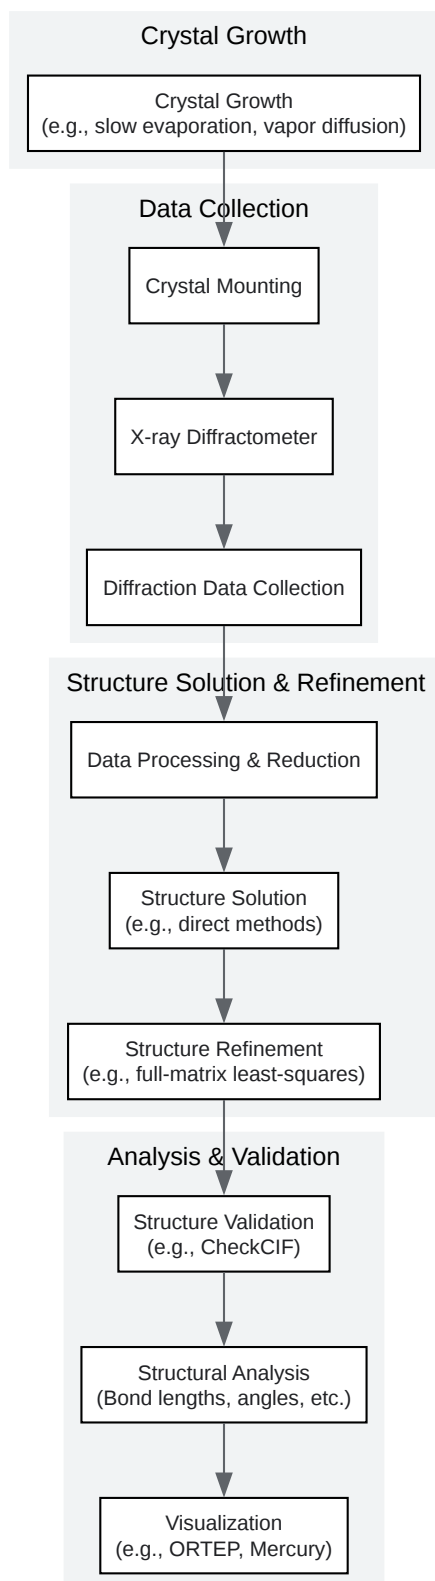 Crystal Growth
Crystal Growth
(e.g., slow evaporation, vapor diffusion)
Data Collection
Crystal Mounting
X-ray Diffractometer
Diffraction Data Collection
Structure Solution & Refinement
Data Processing & Reduction
Structure Solution
(e.g., direct methods)
Structure Refinement
(e.g., full-matrix least-squares)
Analysis & Validation
Structure Validation
(e.g., CheckCIF)
Structural Analysis
(Bond lengths, angles, etc.)
Visualization
(e.g., ORTEP, Mercury)